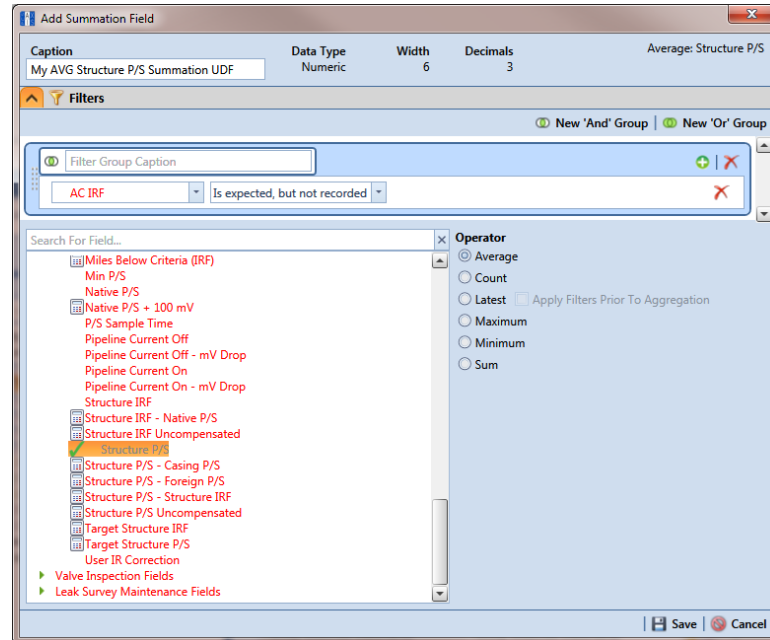 Add Summation Field
Caption Data Type Width Decimals Average: Structure P/S
My AVG Structure P/S Summation UDF Numeric 6 3
Filters
New 'And' Group | New 'Or' Group
Filter Group Caption
AC IRF Is expected, but not recorded
Search For Field...
Miles Below Criteria (IRF)
Min P/S
Native P/S
Native P/S + 100 mV
P/S Sample Time
Pipeline Current Off
Pipeline Current Off - mV Drop
Pipeline Current On
Pipeline Current On - mV Drop
Structure IRF
Structure IRF - Native P/S
Structure IRF Uncompensated
Structure P/S
Structure P/S - Casing P/S
Structure P/S - Foreign P/S
Structure P/S - Structure IRF
Structure P/S Uncompensated
Target Structure IRF
Target Structure P/S
User IR Correction
Valve Inspection Fields
Leak Survey Maintenance Fields
Operator
Average
Count
Latest Apply Filters Prior To Aggregation
Maximum
Minimum
Sum
Save | Cancel